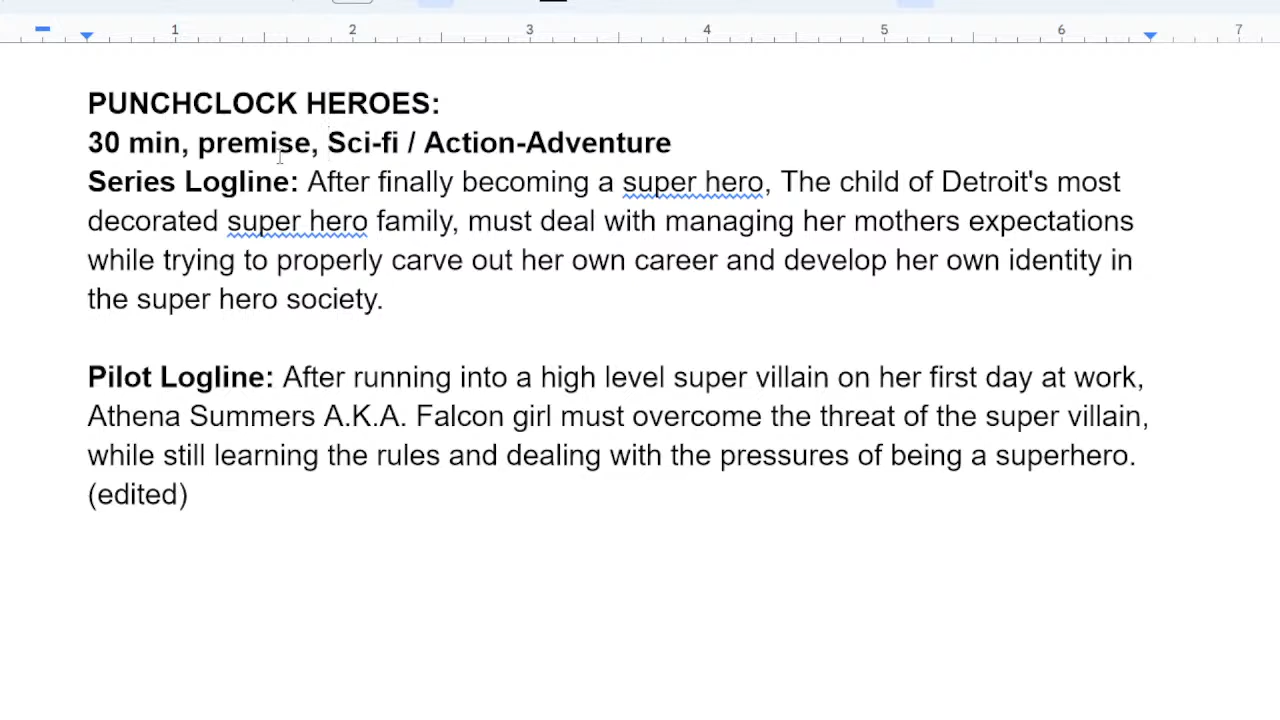 1 2 3 4 5 6 7
PUNCHCLOCK HEROES:
30 min, premise, Sci-fi / Action-Adventure
Series Logline: After finally becoming a super hero, The child of Detroit's most
decorated super hero family, must deal with managing her mothers expectations
while trying to properly carve out her own career and develop her own identity in
the super hero society.
Pilot Logline: After running into a high level super villain on her first day at work,
Athena Summers A.K.A. Falcon girl must overcome the threat of the super villain,
while still learning the rules and dealing with the pressures of being a superhero.
(edited)